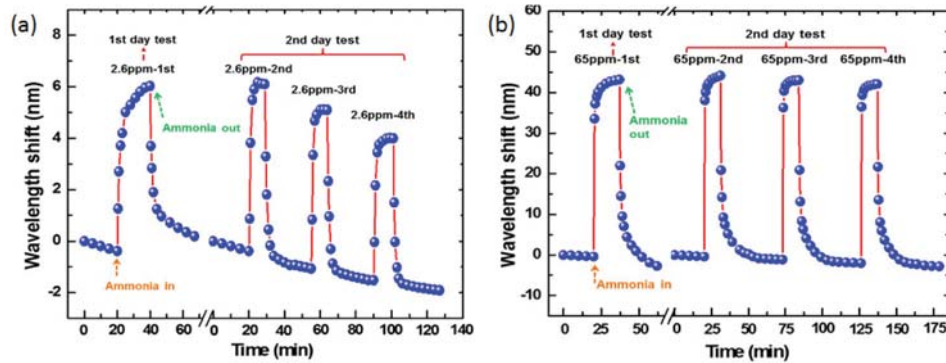 (a)
1st day test
2nd day test
2.6ppm-1st
2.6ppm-2nd
2.6ppm-3rd
2.6ppm-4th
Ammonia out
Ammonia in
Wavelength shift (nm)
8
6
4
2
0
-2
0 20 40 60 0 20 40 60 80 100 120 140
Time (min)
(b)
1st day test
2nd day test
65ppm-1st
65ppm-2nd
65ppm-3rd
65ppm-4th
Ammonia
out
Ammonia in
Wavelength shift (nm)
60
50
40
30
20
10
0
-10
0 25 50 75 0 25 50 75 100 125 150 175
Time (min)